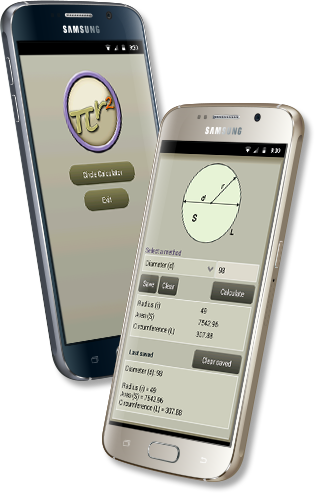 SAMSUNG
9:30
πr²
Circle Calculator
Exit
SAMSUNG
9:30
r
d
S
L
Select a method
Diameter (d) 98
Save Clear Calculate
Radius (r) 49
Area (S) 7542.96
Circumference (L) 307.88
Last saved Clear saved
Diameter (d) 98
Radius (r) = 49
Area (S) = 7542.96
Circumference (L) = 307.88